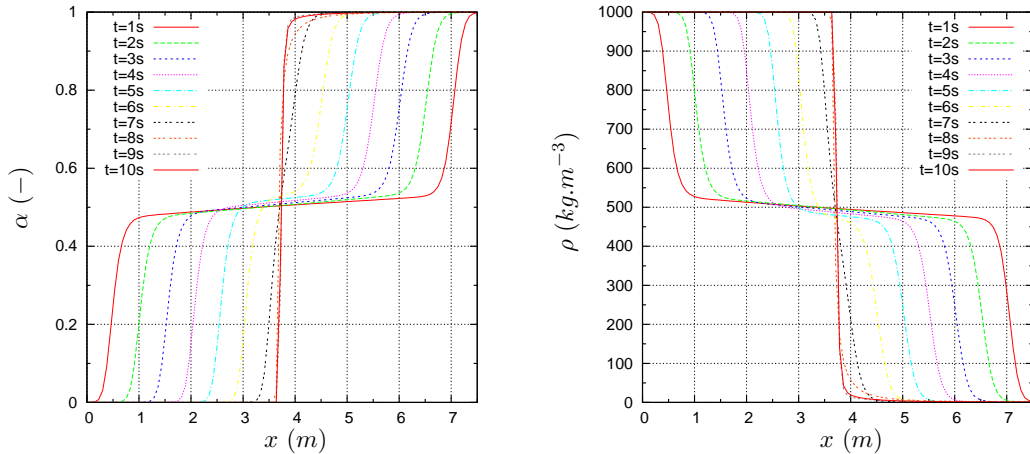 1
0.8
0.6
0.4
0.2
0
α (−)
t=1s
t=2s
t=3s
t=4s
t=5s
t=6s
t=7s
t=8s
t=9s
t=10s
0 1 2 3 4 5 6 7
x (m)
1000
900
800
700
600
500
400
300
200
100
0
ρ (kg.m⁻³)
t=1s
t=2s
t=3s
t=4s
t=5s
t=6s
t=7s
t=8s
t=9s
t=10s
0 1 2 3 4 5 6 7
x (m)